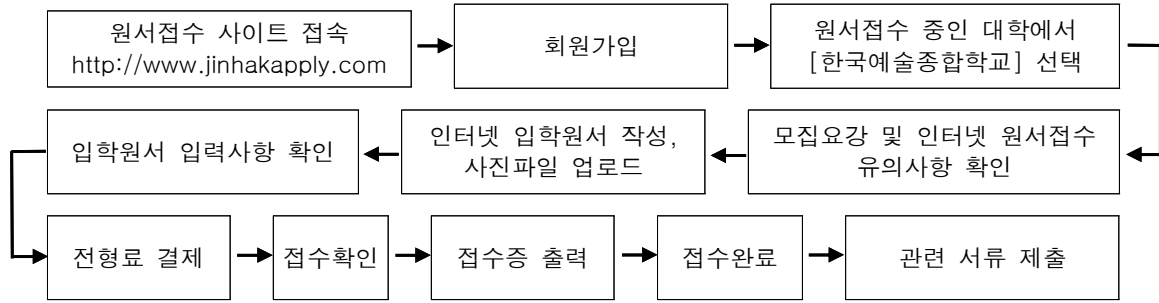 원서접수 사이트 접속
http://www.jinhakapply.com
회원가입
원서접수 중인 대학에서
[한국예술종합학교] 선택
모집요강 및 인터넷 원서접수
유의사항 확인
인터넷 입학원서 작성,
사진파일 업로드
입학원서 입력사항 확인
전형료 결제
접수확인
접수증 출력
접수완료
관련 서류 제출